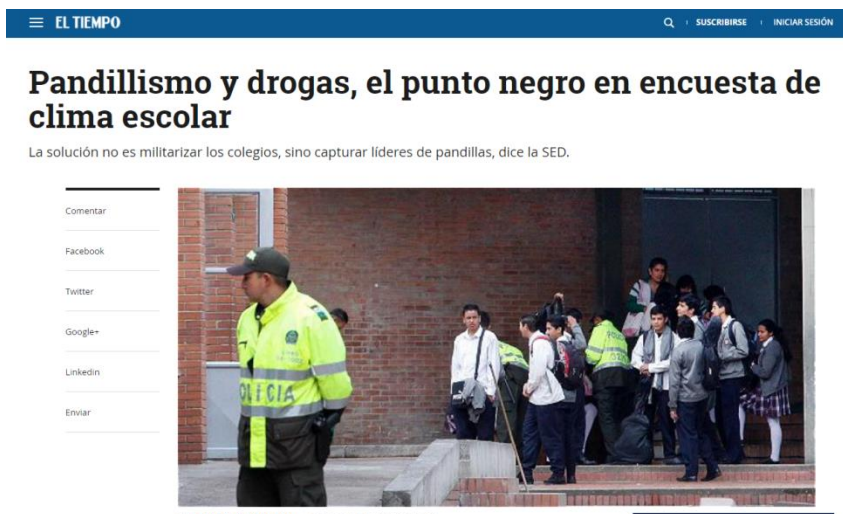 EL TIEMPO
SUSCRIBIRSE
INICIAR SESIÓN
Pandillismo y drogas, el punto negro en encuesta de
clima escolar
La solución no es militarizar los colegios, sino capturar líderes de pandillas, dice la SED.
Comentar
Facebook
Twitter
Google+
Linkedin
Enviar
POLICIA